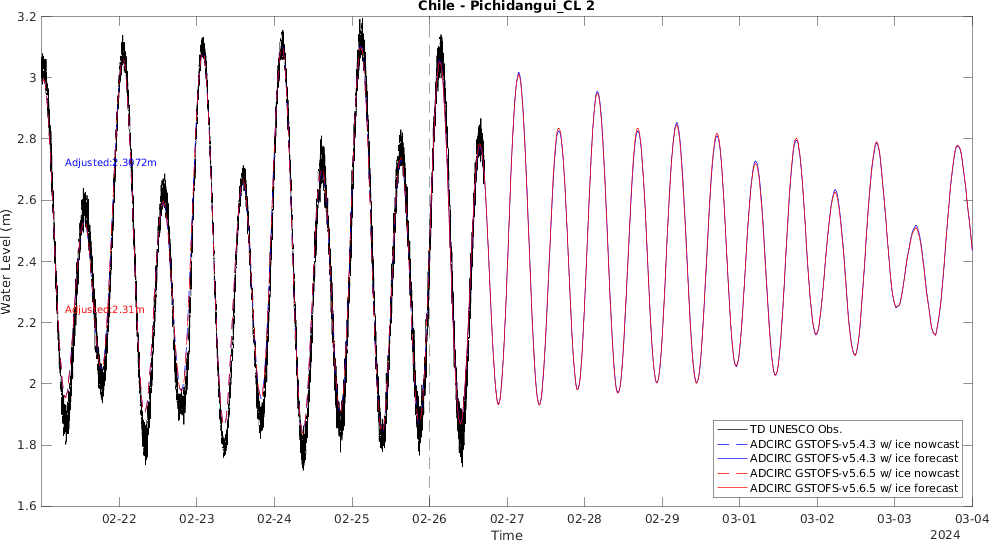 Chile - Pichidangui_CL 2
3.2
3
2.8
2.6
2.4
2.2
2
1.8
1.6
Water Level (m)
Adjusted:2.3072m
Adjusted:2.31m
TD UNESCO Obs.
ADCIRC GSTOFS-v5.4.3 w/ ice nowcast
ADCIRC GSTOFS-v5.4.3 w/ ice forecast
ADCIRC GSTOFS-v5.6.5 w/ ice nowcast
ADCIRC GSTOFS-v5.6.5 w/ ice forecast
02-22 02-23 02-24 02-25 02-26 02-27 02-28 02-29 03-01 03-02 03-03 03-04
Time
2024